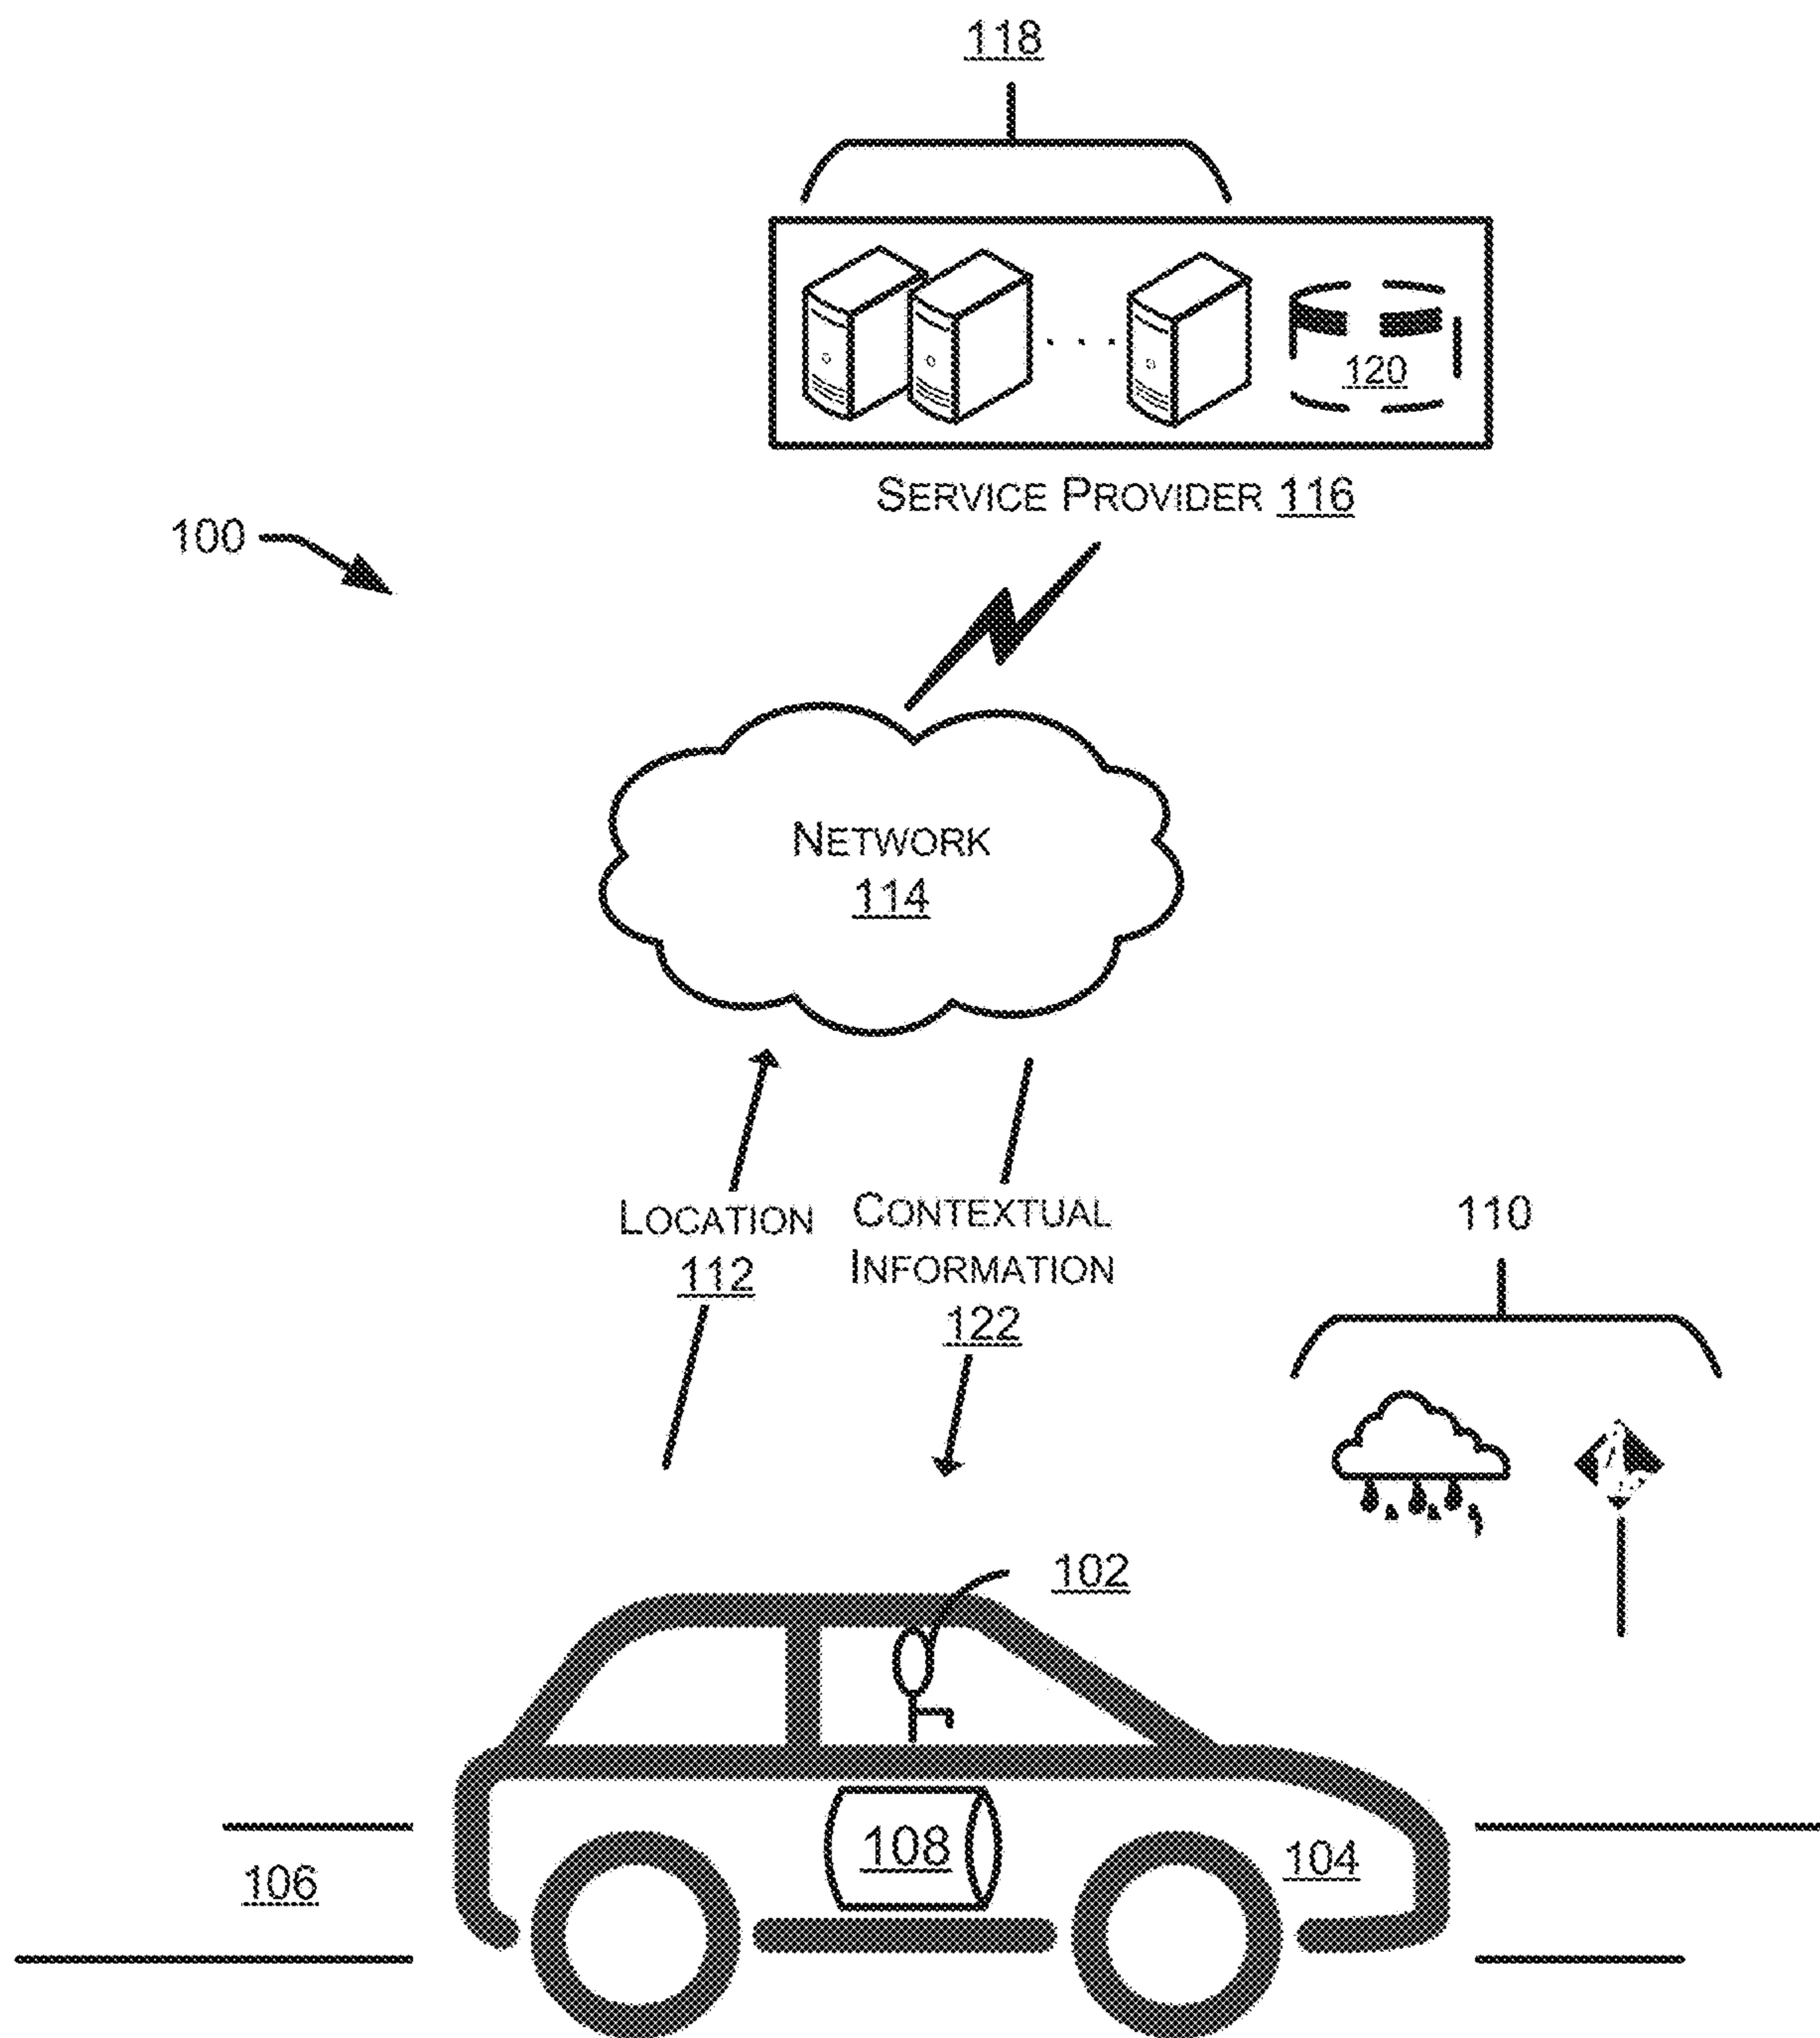 118
120
SERVICE PROVIDER 116
100
NETWORK
114
LOCATION
112
CONTEXTUAL
INFORMATION
122
110
102
108
104
106